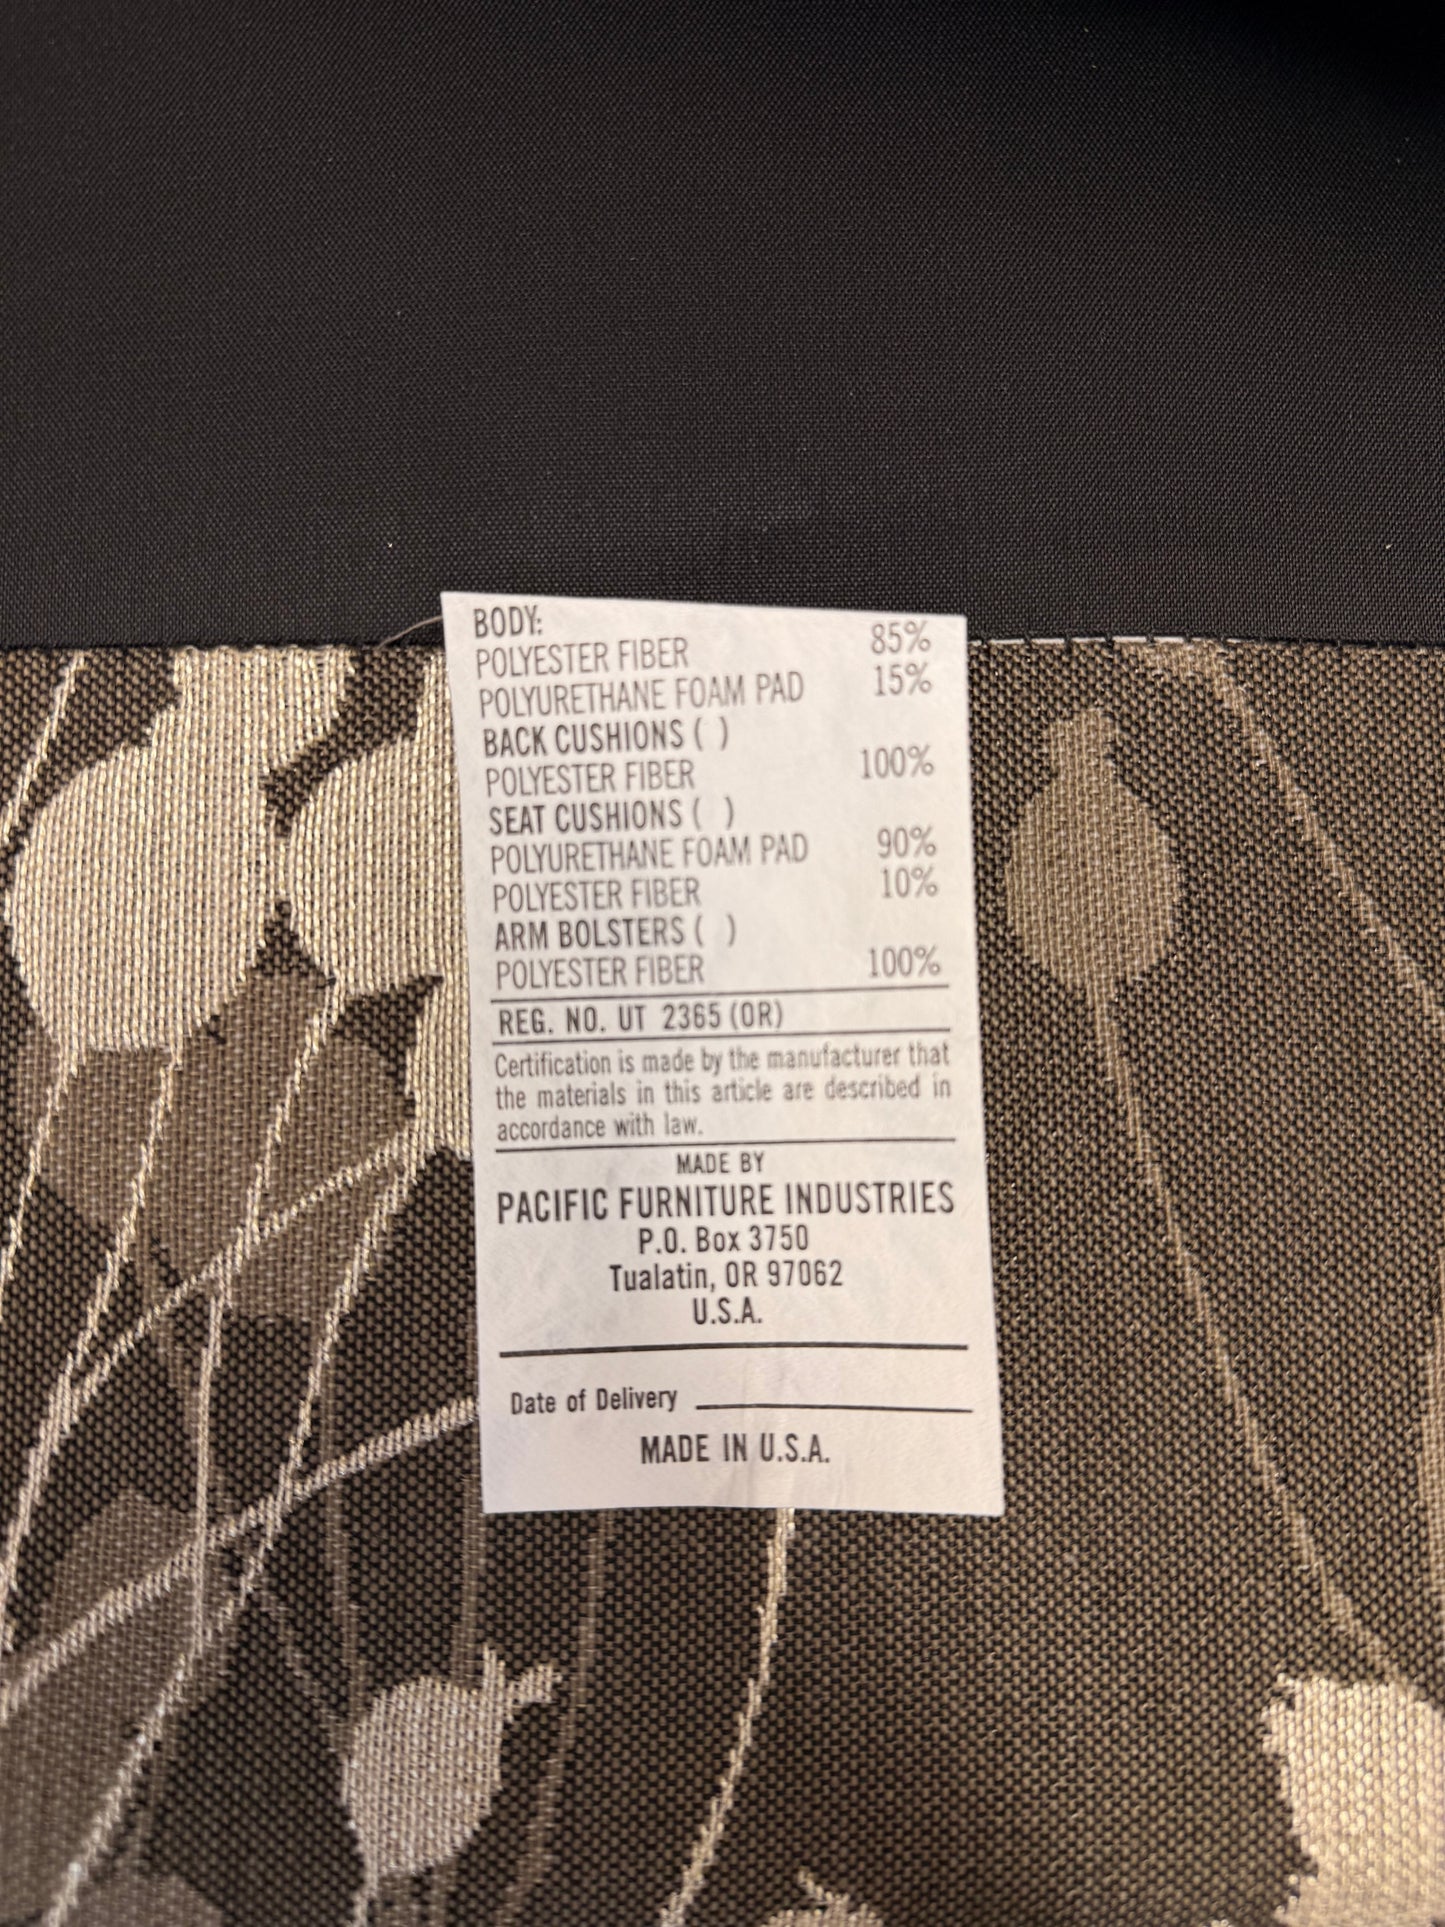 BODY:
POLYESTER FIBER 85%
POLYURETHANE FOAM PAD 15%
BACK CUSHIONS ( )
POLYESTER FIBER 100%
SEAT CUSHIONS ( )
POLYURETHANE FOAM PAD 90%
POLYESTER FIBER 10%
ARM BOLSTERS ( )
POLYESTER FIBER 100%
REG. NO. UT 2365 (OR)
Certification is made by the manufacturer that
the materials in this article are described in
accordance with law.
MADE BY
PACIFIC FURNITURE INDUSTRIES
P.O. Box 3750
Tualatin, OR 97062
U.S.A.
Date of Delivery
MADE IN U.S.A.